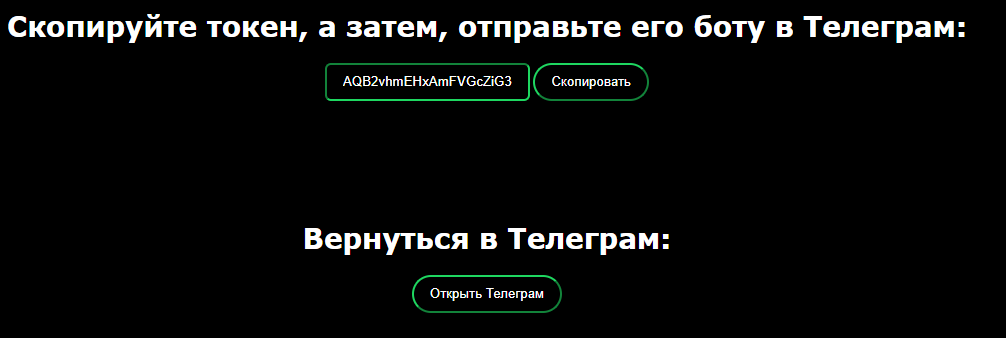 Скопируйте токен, а затем, отправьте его боту в Телеграм:
AQB2vhmEHxAmFVGcZiG3 Скопировать
Вернуться в Телеграм:
Открыть Телеграм